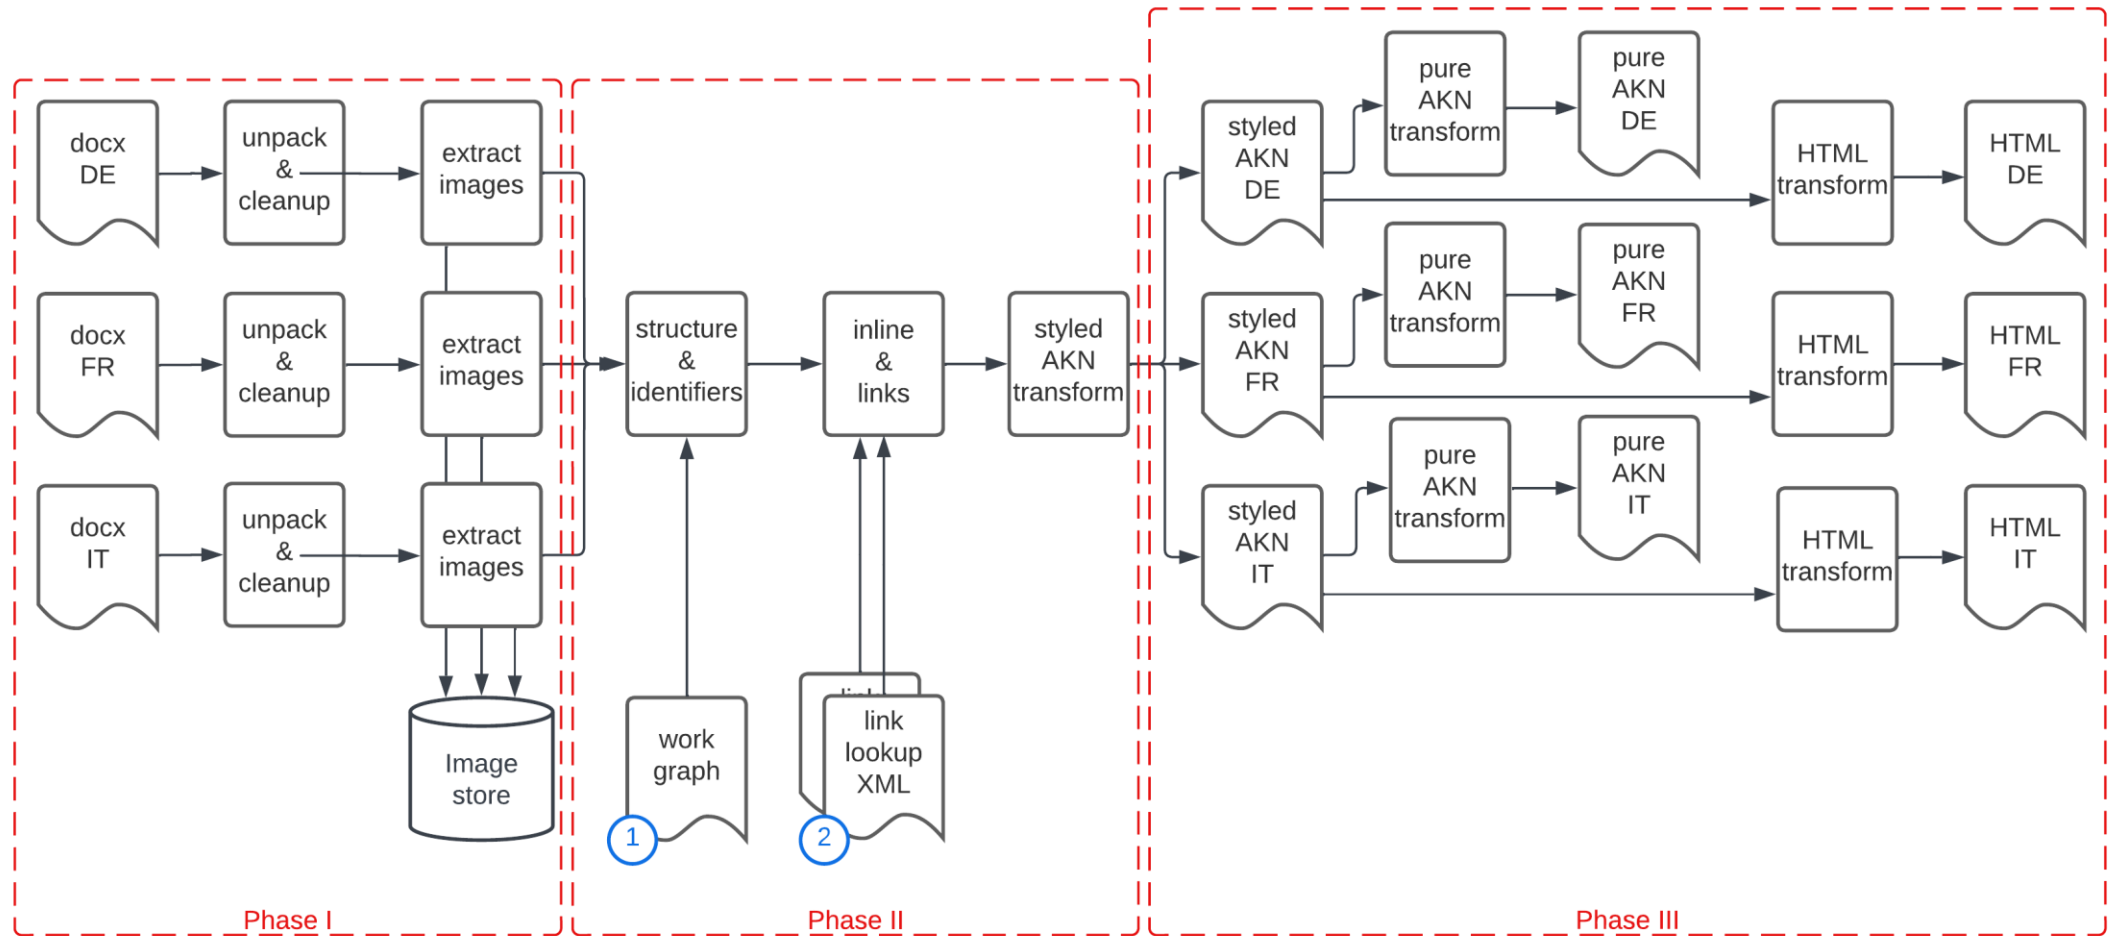 docx
DE
unpack
&
cleanup
extract
images
docx
FR
unpack
&
cleanup
extract
images
docx
IT
unpack
&
cleanup
extract
images
Image
store
Phase I
structure
&
identifiers
inline
&
links
styled
AKN
transform
work
graph
1
link
lookup
XML
2
Phase II
styled
AKN
DE
pure
AKN
transform
pure
AKN
DE
HTML
transform
HTML
DE
styled
AKN
FR
pure
AKN
transform
pure
AKN
FR
HTML
transform
HTML
FR
styled
AKN
IT
pure
AKN
transform
pure
AKN
IT
HTML
transform
HTML
IT
Phase III